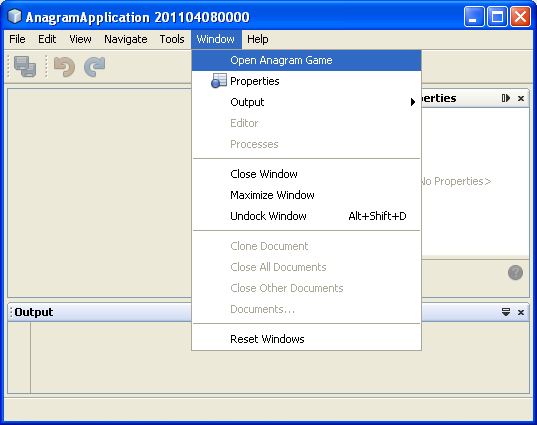 AnagramApplication 201104080000
File Edit View Navigate Tools Window Help
Open Anagram Game
Properties
Output
Editor
Processes
Close Window
Maximize Window
Undock Window Alt+Shift+D
Clone Document
Close All Documents
Close Other Documents
Documents...
Reset Windows
perties
No Properties>
?
Output